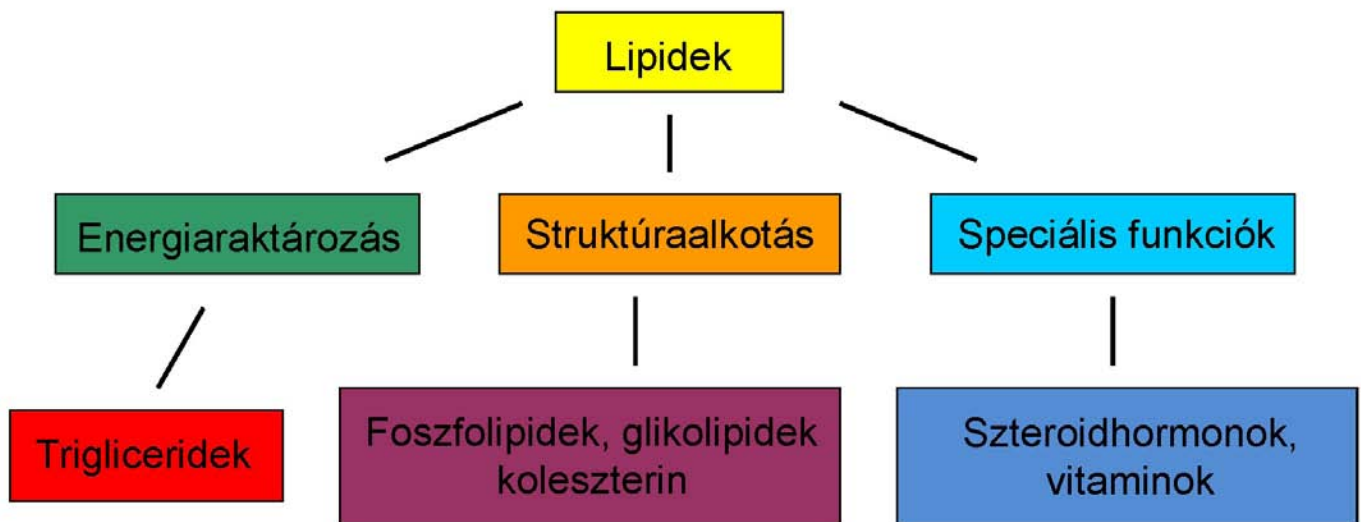 Lipidek
Energiaraktározás
Struktúraalkotás
Speciális funkciók
Trigliceridek
Foszfolipidek, glikolipidek
koleszterin
Szteroidhormonok,
vitaminok